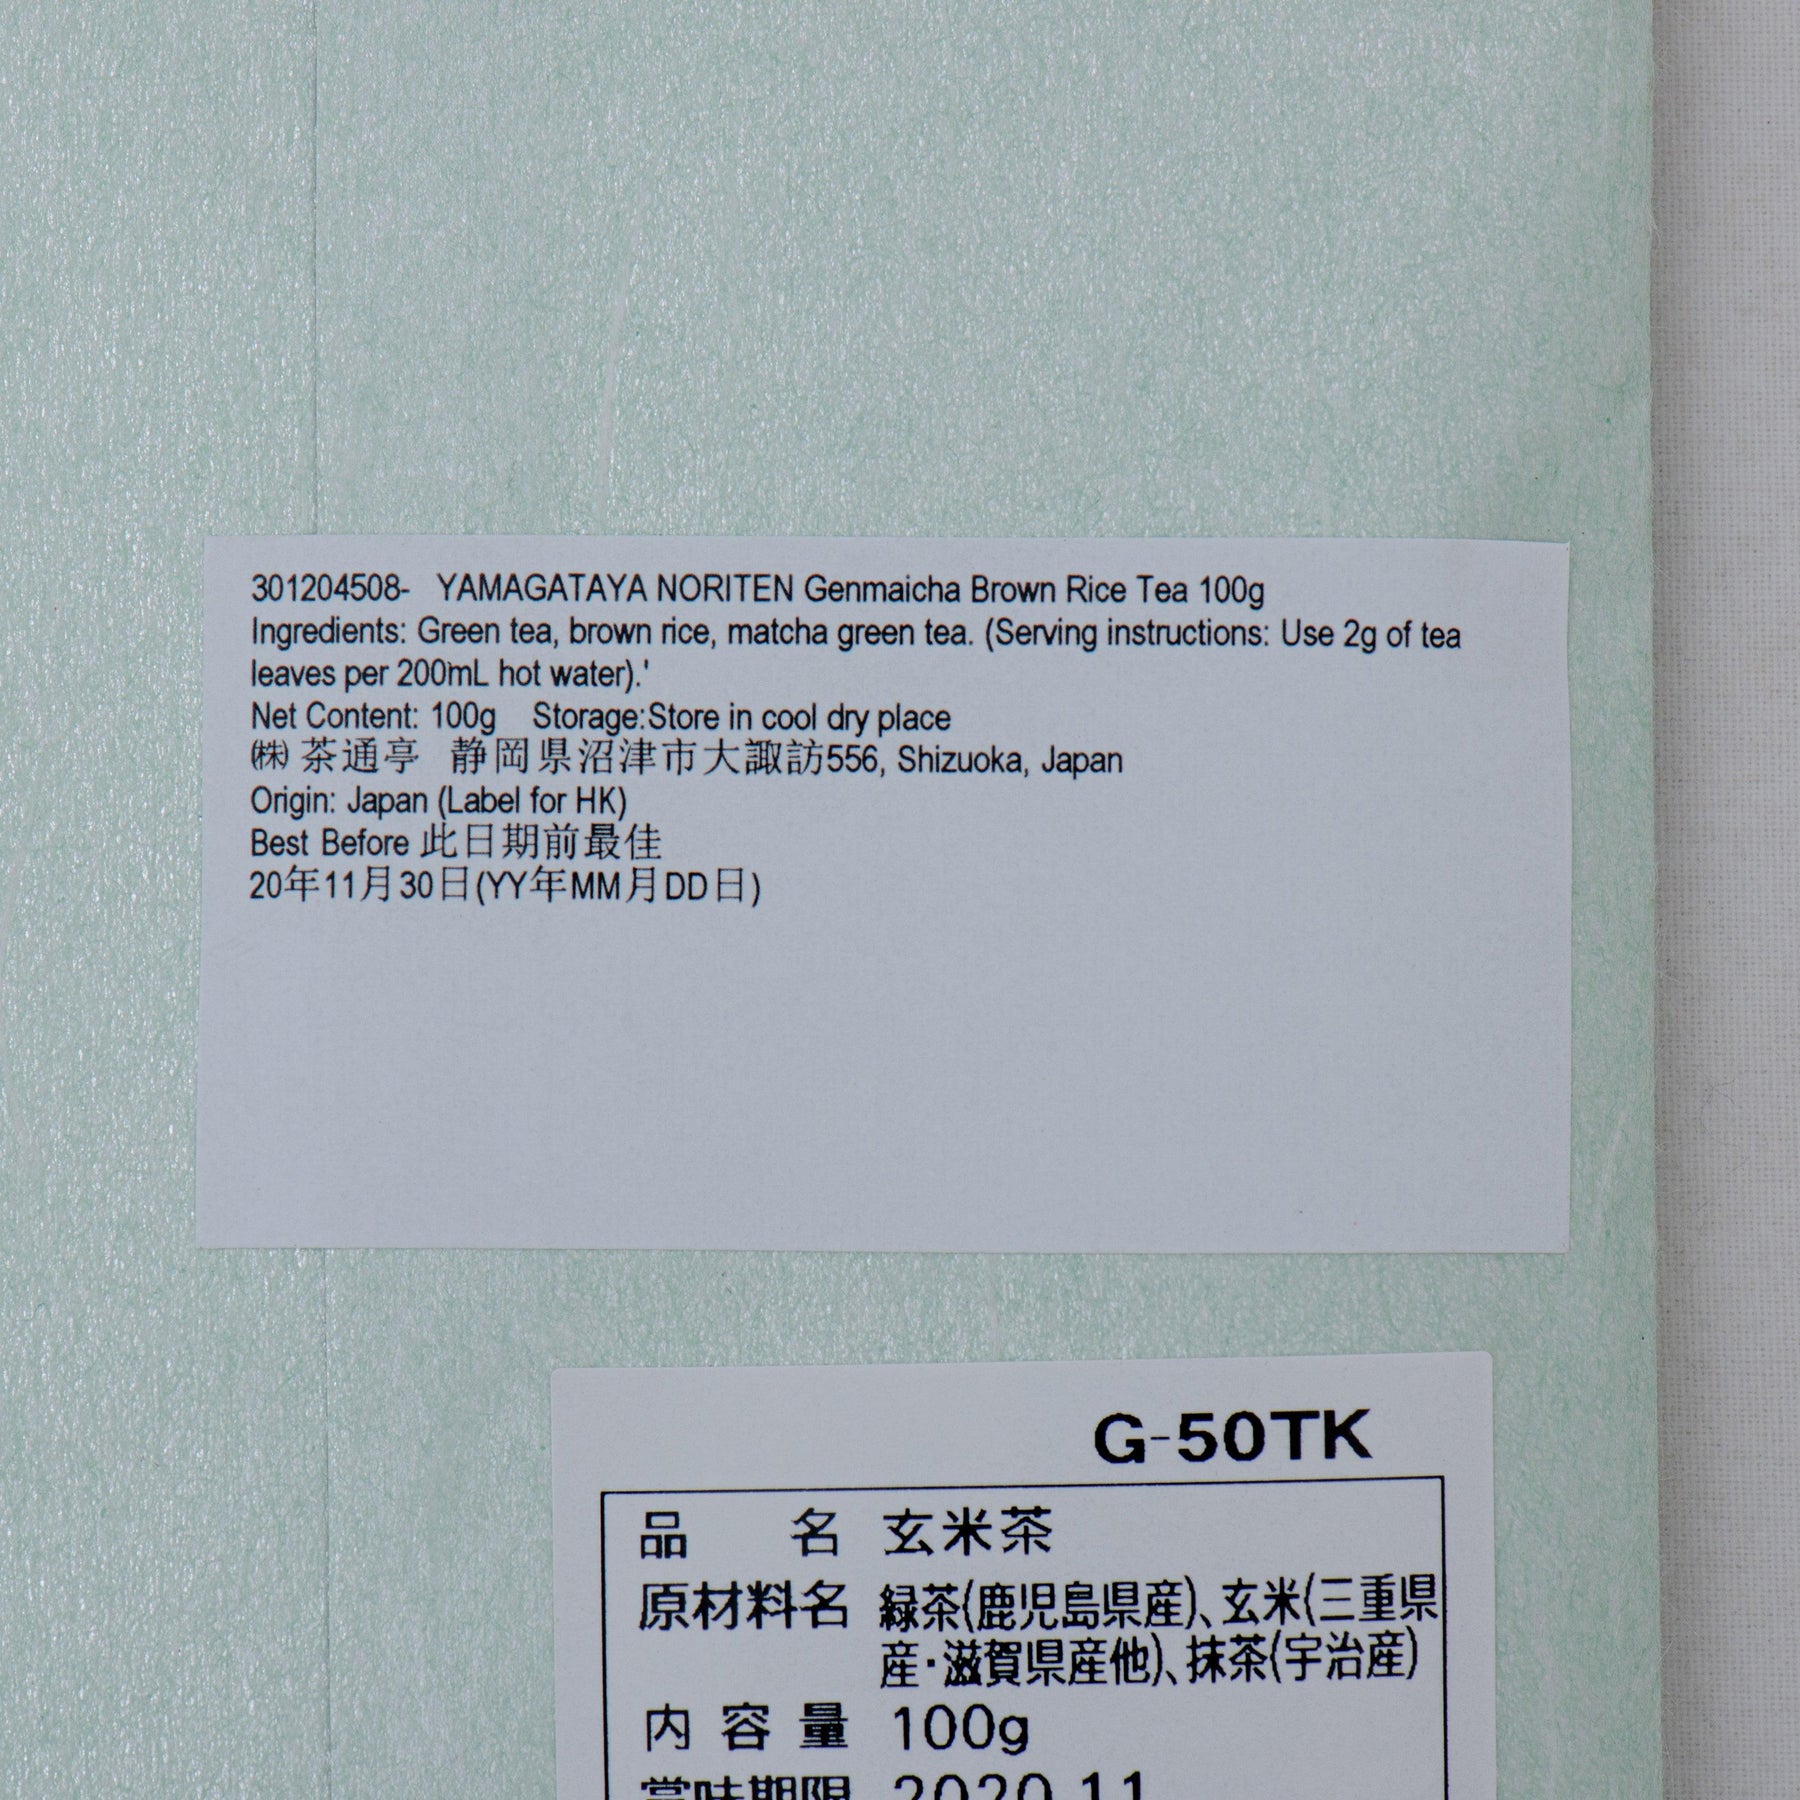 301204508-   YAMAGATAYA NORITEN Genmaicha Brown Rice Tea 100g
Ingredients: Green tea, brown rice, matcha green tea. (Serving instructions: Use 2g of tea
leaves per 200mL hot water).'
Net Content: 100g    Storage:Store in cool dry place
㈱ 茶通亭  静岡県沼津市大諏訪556, Shizuoka, Japan
Origin: Japan (Label for HK)
Best Before 此日期前最佳
20年11月30日(YY年MM月DD日)
G-50TK
品名 玄米茶
原材料名 緑茶(鹿児島県産)、玄米(三重県
産・滋賀県産他)、抹茶(宇治産)
内容量 100g
賞味期限 2020.11